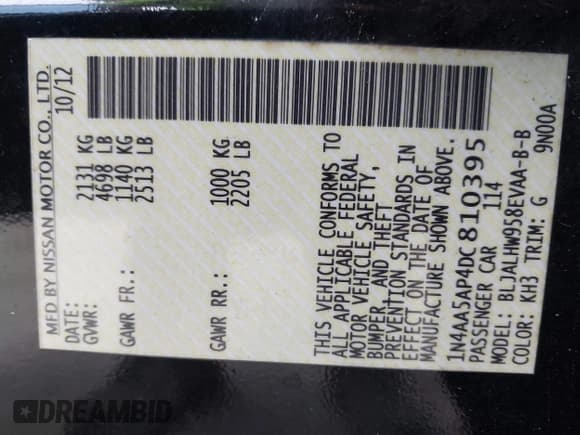 MFD BY NISSAN MOTOR CO., LTD.
DATE: 10/12
GVWR: 2131 KG
4698 LB
GAWR FR.: 1140 KG
2513 LB
GAWR RR.: 1000 KG
2205 LB
THIS VEHICLE CONFORMS TO
ALL APPLICABLE FEDERAL
MOTOR VEHICLE SAFETY,
BUMPER, AND THEFT
PREVENTION STANDARDS IN
EFFECT ON THE DATE OF
MANUFACTURE SHOWN ABOVE.
1N4AA5AP4DC810395
PASSENGER CAR 114
MODEL: BLJALHW958EVAA-B-B
COLOR: KH3 TRIM: G 9N00A
DREAMBID